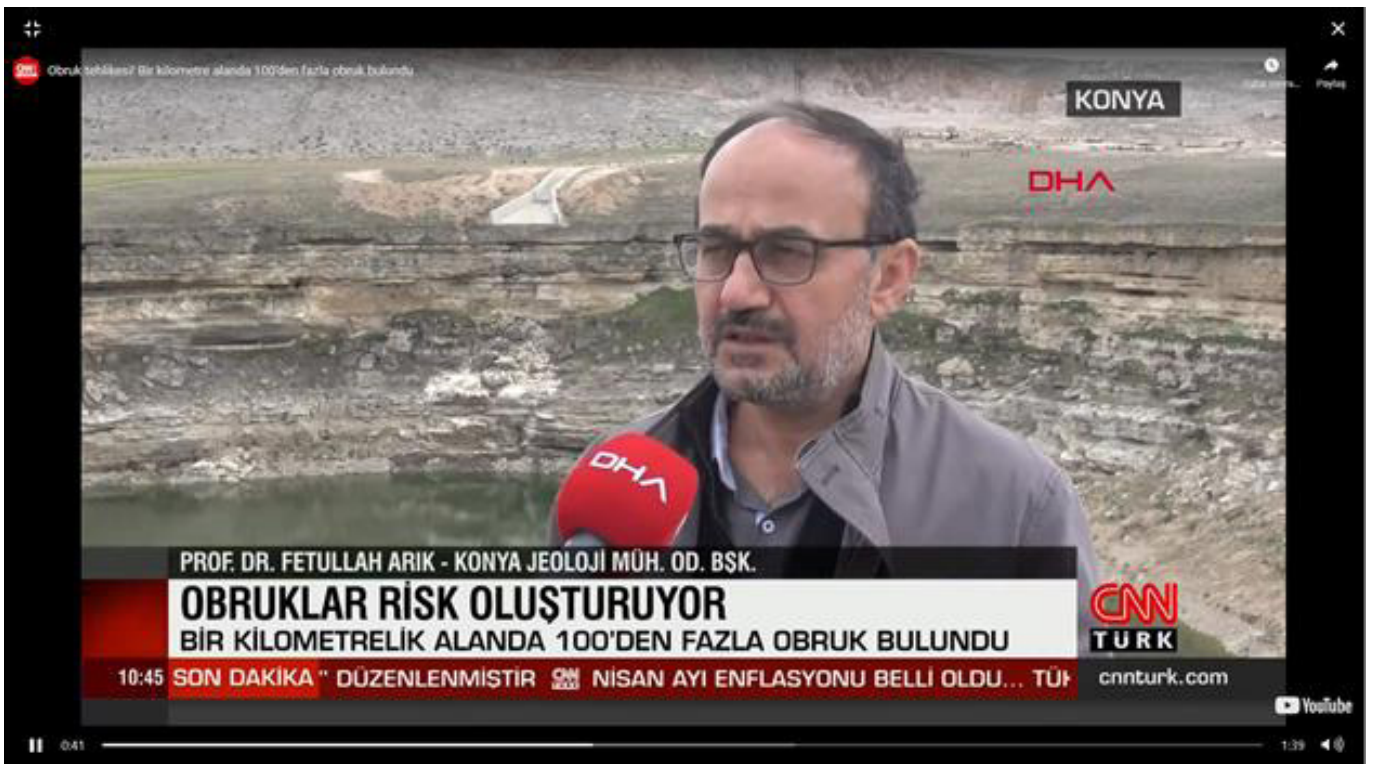 Obruk tehlikesi! Bir kilometre alanda 100'den fazla obruk bulundu
Paylaş
KONYA
DHA
DHA
PROF. DR. FETULLAH ARIK - KONYA JEOLOJİ MÜH. OD. BŞK.
OBRUKLAR RİSK OLUŞTURUYOR
BİR KİLOMETRELİK ALANDA 100'DEN FAZLA OBRUK BULUNDU
CNN
TÜRK
10:45 SON DAKİKA " DÜZENLENMİŞTİR CNN NİSAN AYI ENFLASYONU BELLİ OLDU... TÜK
cnnturk.com
YouTube
0:41
1:39